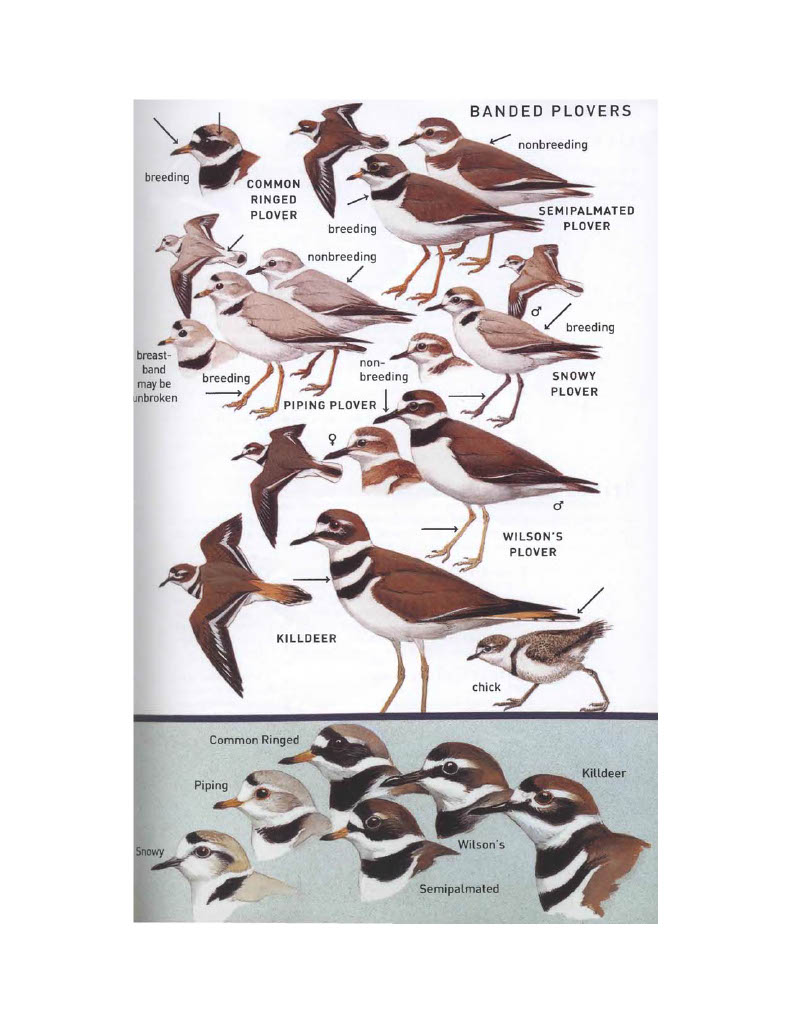 BANDED PLOVERS
nonbreeding
breeding
COMMON
RINGED
PLOVER
SEMIPALMATED
PLOVER
breeding
nonbreeding
♂
breeding
breast-
band
may be
unbroken
breeding
non-
breeding
SNOWY
PLOVER
PIPING PLOVER
♀
♂
WILSON'S
PLOVER
KILLDEER
chick
Common Ringed
Killdeer
Piping
Wilson's
Snowy
Semipalmated